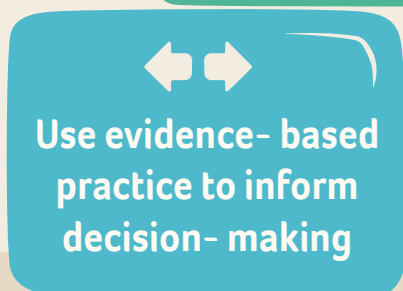 Use evidence- based
practice to inform
decision- making